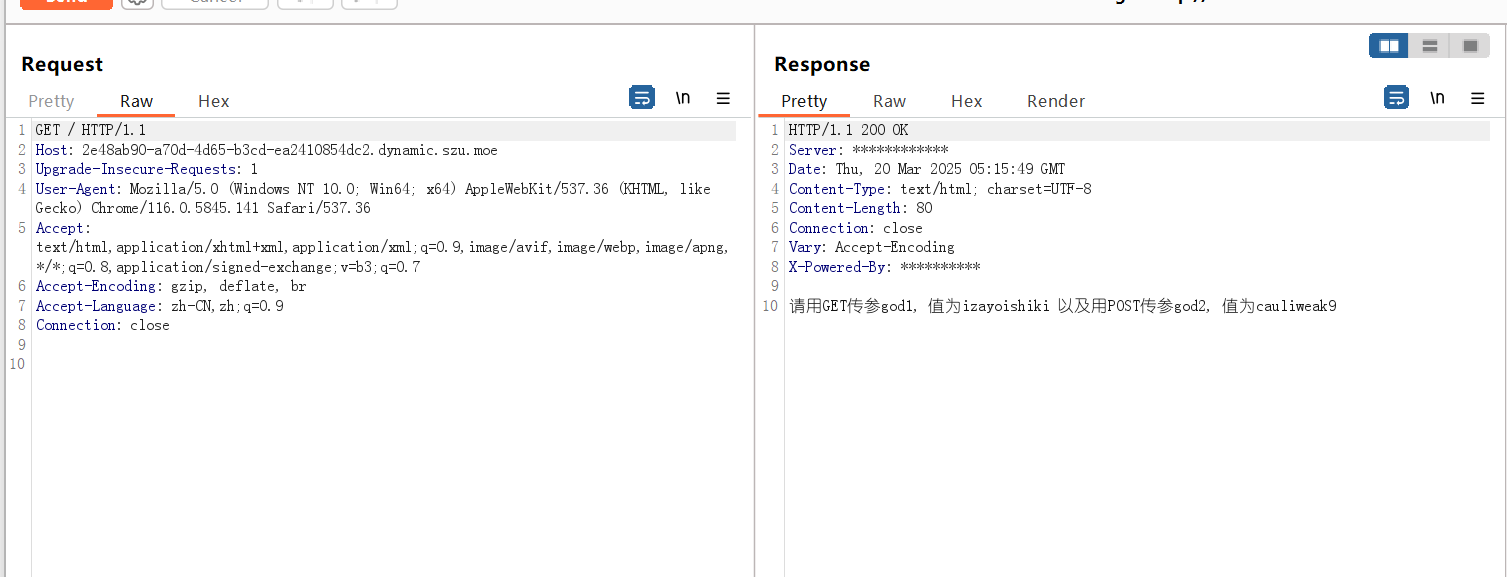 Request
Pretty Raw Hex \n
1 GET / HTTP/1.1
2 Host: 2e48ab90-a70d-4d65-b3cd-ea2410854dc2.dynamic.szu.moe
3 Upgrade-Insecure-Requests: 1
4 User-Agent: Mozilla/5.0 (Windows NT 10.0; Win64; x64) AppleWebKit/537.36 (KHTML, like
Gecko) Chrome/116.0.5845.141 Safari/537.36
5 Accept:
text/html,application/xhtml+xml,application/xml;q=0.9,image/avif,image/webp,image/apng,
*/*;q=0.8,application/signed-exchange;v=b3;q=0.7
6 Accept-Encoding: gzip, deflate, br
7 Accept-Language: zh-CN,zh;q=0.9
8 Connection: close
9
10
Response
Pretty Raw Hex Render \n
1 HTTP/1.1 200 OK
2 Server: ************
3 Date: Thu, 20 Mar 2025 05:15:49 GMT
4 Content-Type: text/html; charset=UTF-8
5 Content-Length: 80
6 Connection: close
7 Vary: Accept-Encoding
8 X-Powered-By: **********
9
10 请用GET传参god1, 值为izayoishiki 以及用POST传参god2, 值为cauliweak9